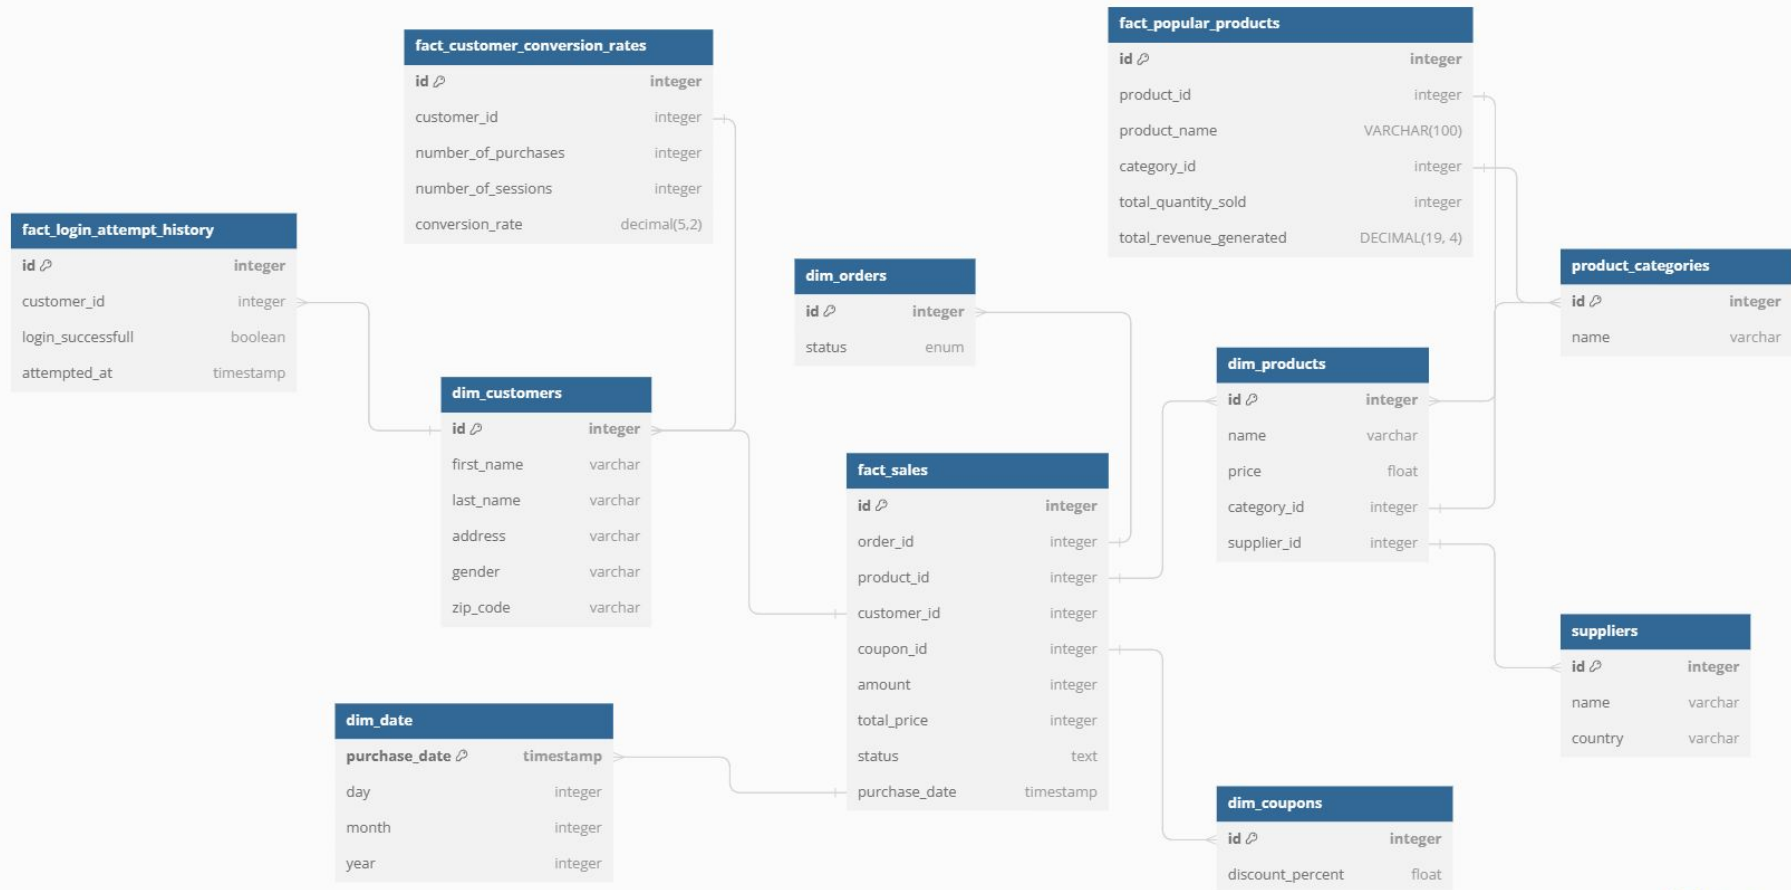 fact_customer_conversion_rates
id integer
customer_id integer
number_of_purchases integer
number_of_sessions integer
conversion_rate decimal(5,2)
fact_popular_products
id integer
product_id integer
product_name VARCHAR(100)
category_id integer
total_quantity_sold integer
total_revenue_generated DECIMAL(19, 4)
fact_login_attempt_history
id integer
customer_id integer
login_successfull boolean
attempted_at timestamp
dim_orders
id integer
status enum
product_categories
id integer
name varchar
dim_customers
id integer
first_name varchar
last_name varchar
address varchar
gender varchar
zip_code varchar
dim_products
id integer
name varchar
price float
category_id integer
supplier_id integer
fact_sales
id integer
order_id integer
product_id integer
customer_id integer
coupon_id integer
amount integer
total_price integer
status text
purchase_date timestamp
suppliers
id integer
name varchar
country varchar
dim_date
purchase_date timestamp
day integer
month integer
year integer
dim_coupons
id integer
discount_percent float